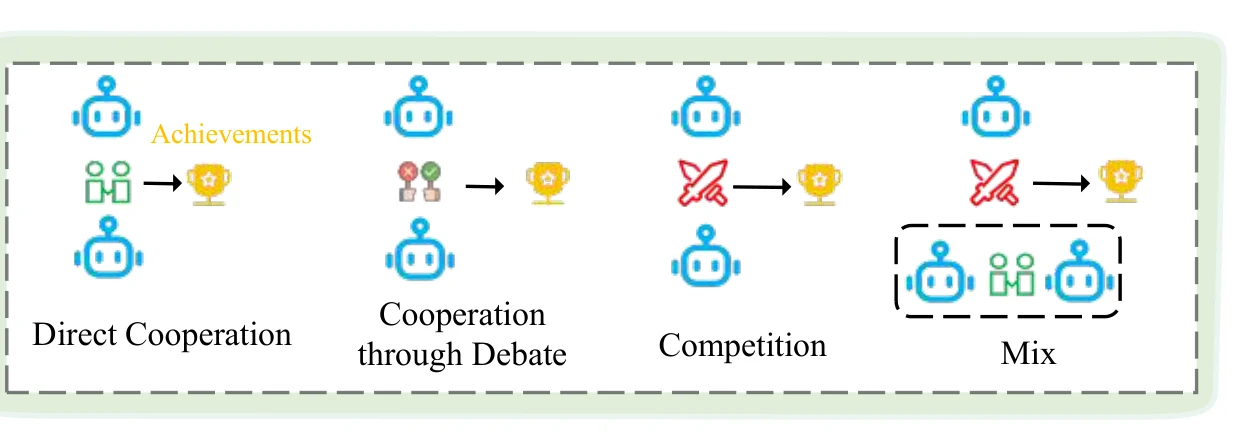 Achievements
Direct Cooperation
Cooperation
through Debate
Competition
Mix